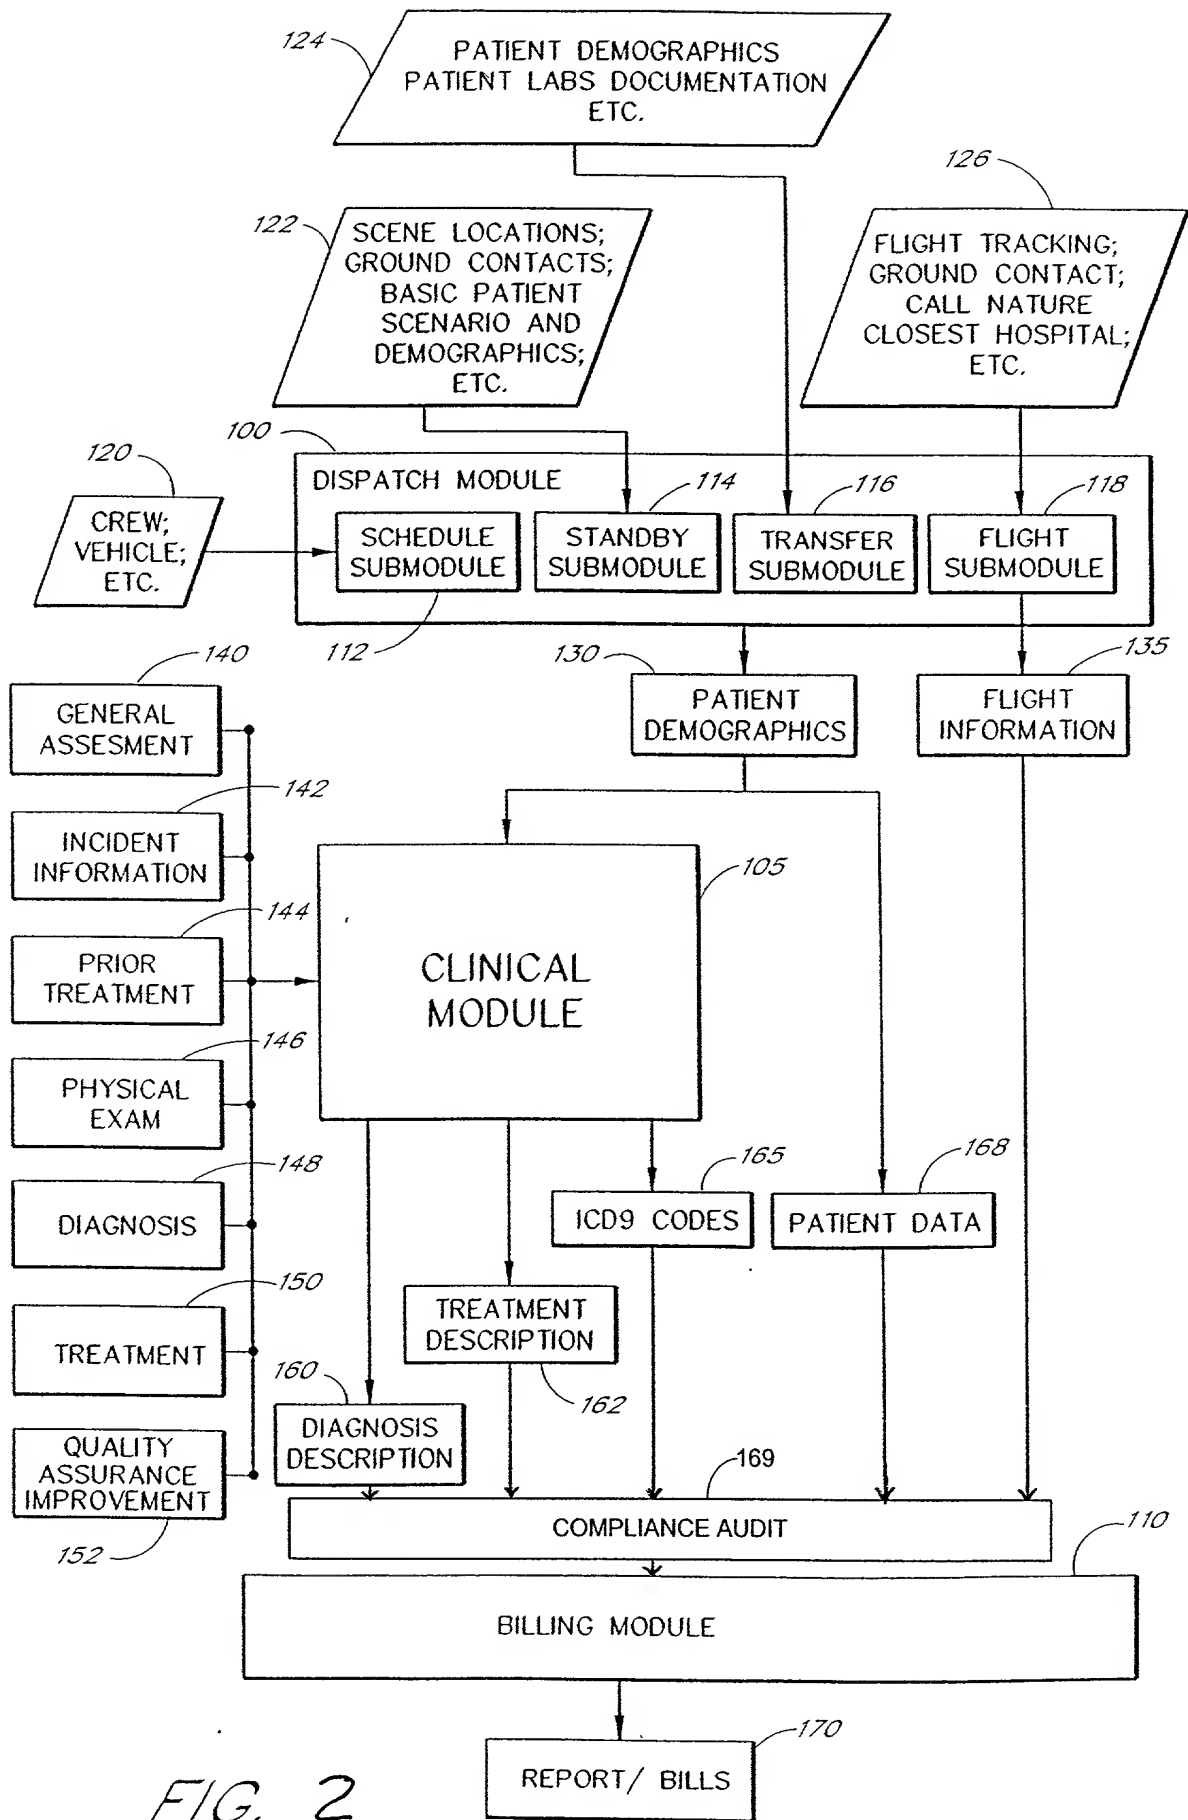 124
PATIENT DEMOGRAPHICS
PATIENT LABS DOCUMENTATION
ETC.
126
122
SCENE LOCATIONS;
GROUND CONTACTS;
BASIC PATIENT
SCENARIO AND
DEMOGRAPHICS;
ETC.
FLIGHT TRACKING;
GROUND CONTACT;
CALL NATURE
CLOSEST HOSPITAL;
ETC.
100
120
CREW;
VEHICLE;
ETC.
DISPATCH MODULE
114
116
118
SCHEDULE
SUBMODULE
STANDBY
SUBMODULE
TRANSFER
SUBMODULE
FLIGHT
SUBMODULE
112
130
135
PATIENT
DEMOGRAPHICS
FLIGHT
INFORMATION
140
GENERAL
ASSESMENT
142
INCIDENT
INFORMATION
144
PRIOR
TREATMENT
146
PHYSICAL
EXAM
148
DIAGNOSIS
150
TREATMENT
QUALITY
ASSURANCE
IMPROVEMENT
152
105
CLINICAL
MODULE
165
ICD9 CODES
168
PATIENT DATA
TREATMENT
DESCRIPTION
162
160
DIAGNOSIS
DESCRIPTION
169
COMPLIANCE AUDIT
110
BILLING MODULE
170
REPORT/ BILLS
FIG. 2